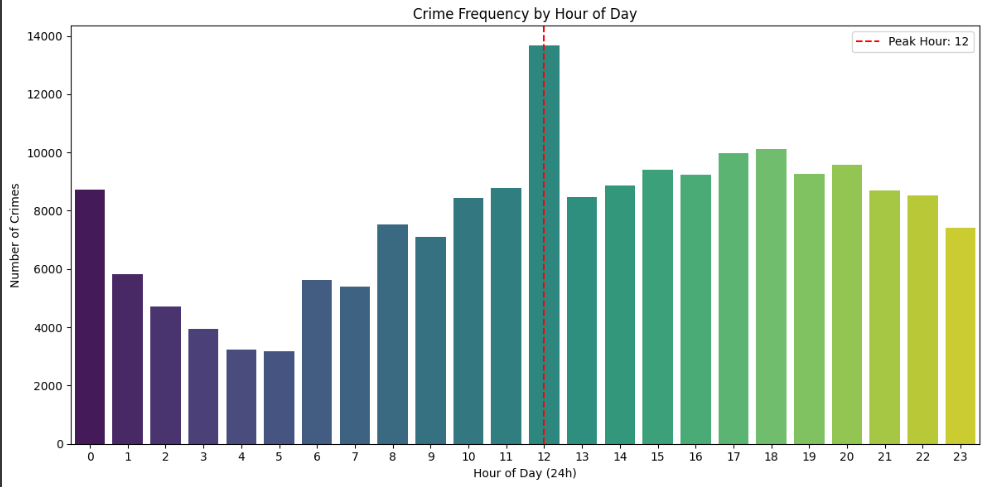 Crime Frequency by Hour of Day
Peak Hour: 12
Number of Crimes
14000
12000
10000
8000
6000
4000
2000
0
0 1 2 3 4 5 6 7 8 9 10 11 12 13 14 15 16 17 18 19 20 21 22 23
Hour of Day (24h)